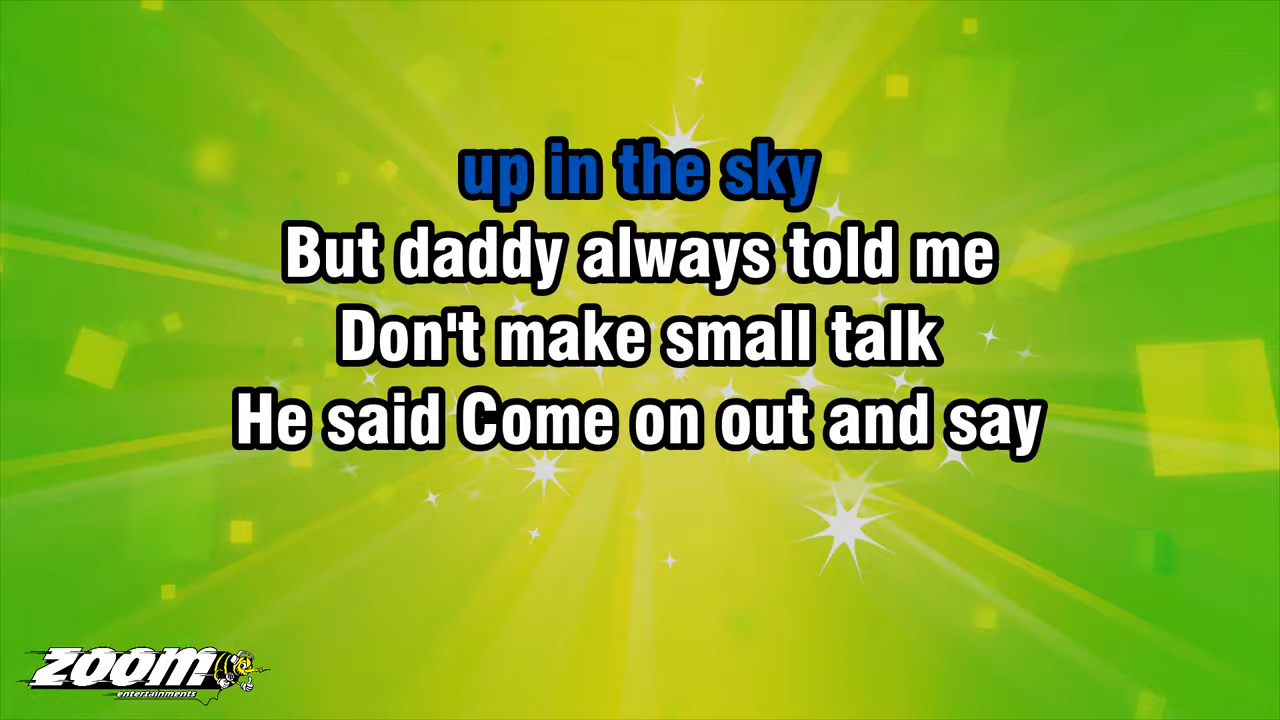 up in the sky
But daddy always told me
Don't make small talk
He said Come on out and say
zoom
entertainments